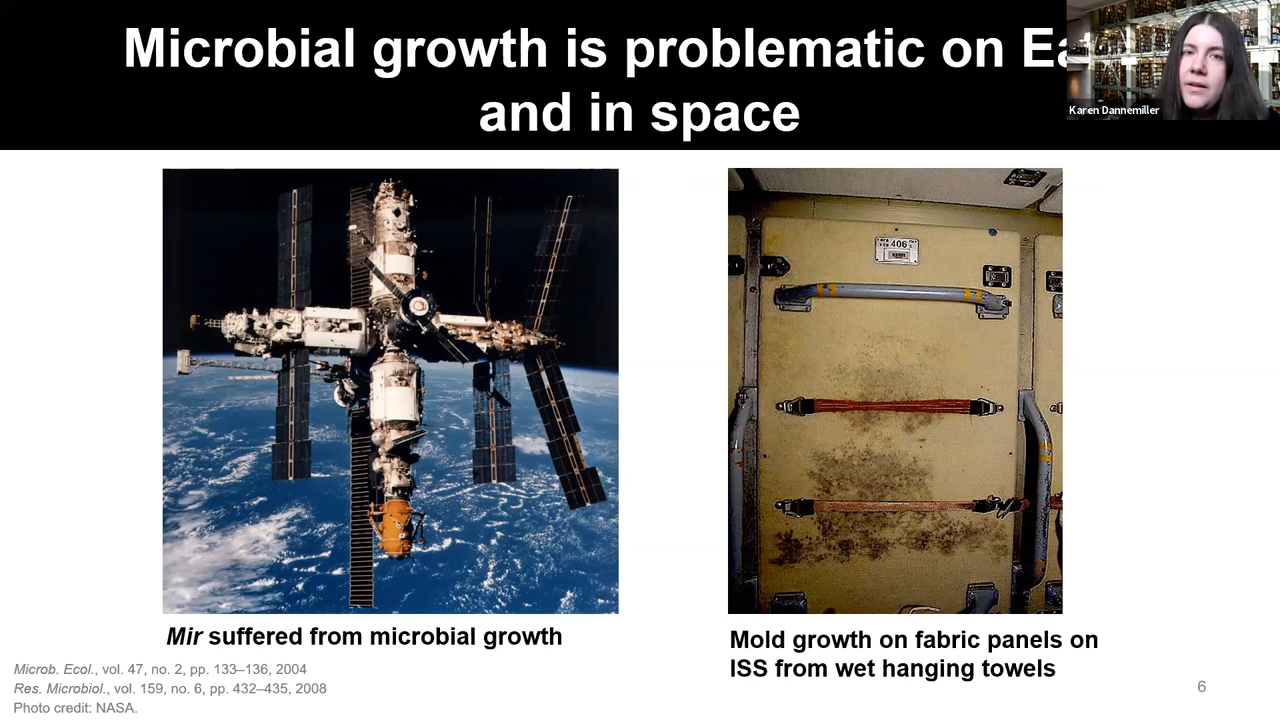 Microbial growth is problematic on Ea
and in space
Karen Dannemiller
406
Mir suffered from microbial growth
Mold growth on fabric panels on
ISS from wet hanging towels
Microb. Ecol., vol. 47, no. 2, pp. 133–136, 2004
Res. Microbiol., vol. 159, no. 6, pp. 432–435, 2008
Photo credit: NASA.
6